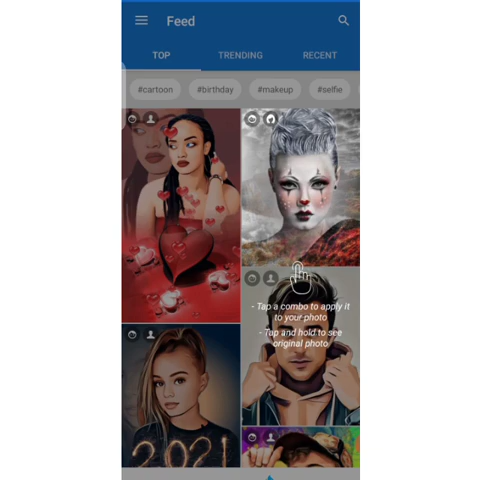 Feed
TOP TRENDING RECENT
#cartoon #birthday #makeup #selfie
- Tap a combo to apply it
to your photo
- Tap and hold to see
original photo
2021